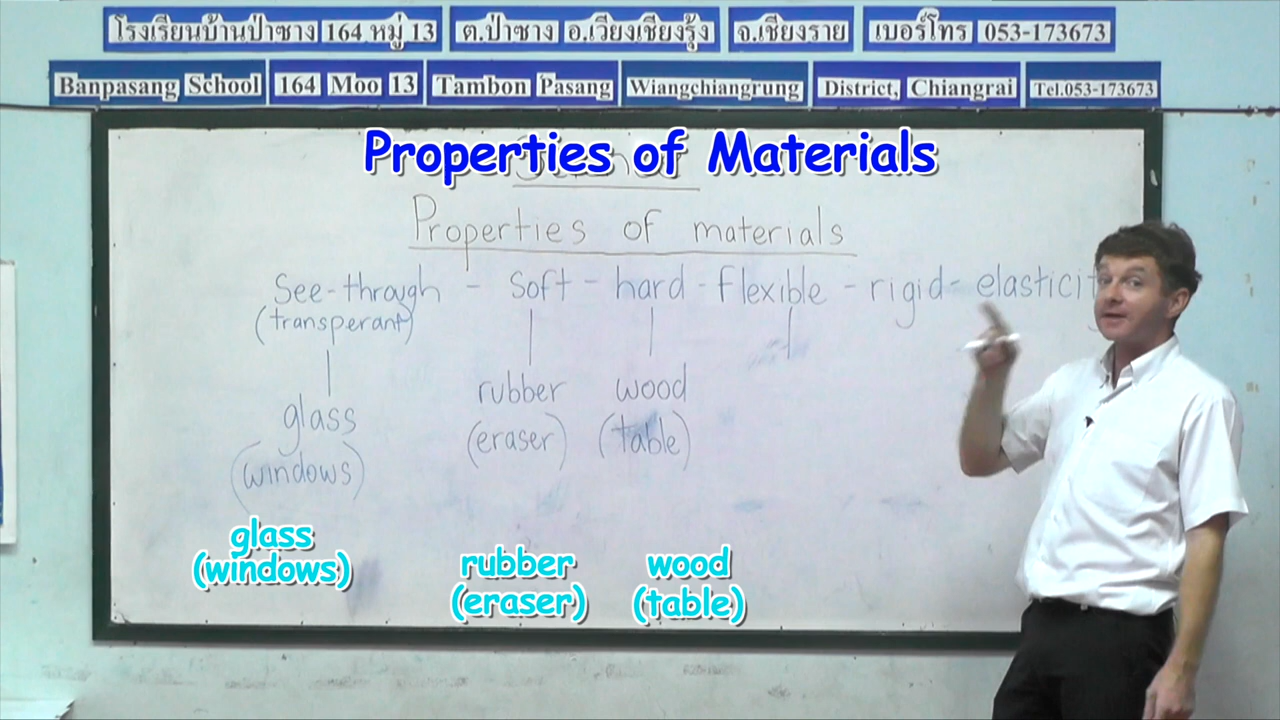 โรงเรียนบ้านป่าซาง 164 หมู่ 13 ต.ป่าซาง อ.เวียงเชียงรุ้ง จ.เชียงราย เบอร์โทร 053-173673
Banpasang School 164 Moo 13 Tambon Pasang Wiangchiangrung District, Chiangrai Tel.053-173673
Properties of Materials
Properties of materials
See-through - soft - hard - flexible - rigid - elasticity
(transperant)
glass
(windows)
rubber
(eraser)
wood
(table)
glass
(windows)
rubber
(eraser)
wood
(table)